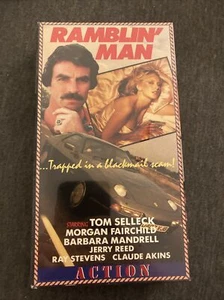 RAMBLIN'
MAN
...Trapped in a blackmail scam!
TOM SELLECK
MORGAN FAIRCHILD
BARBARA MANDRELL
JERRY REED
RAY STEVENS CLAUDE AKINS
ACTION